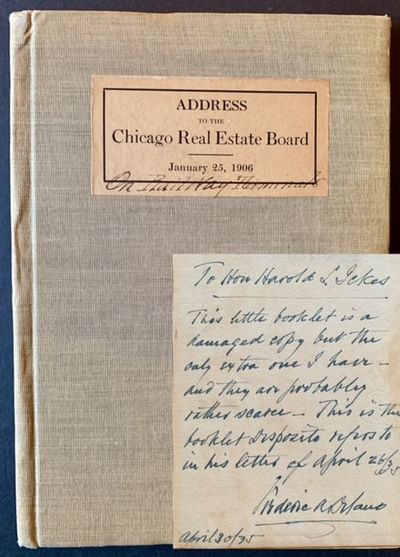 ADDRESS
TO THE
Chicago Real Estate Board
January 25, 1906
On Railway Terminals
To Hon Harold L Ickes
This little booklet is a
damaged copy but the
only extra one I have –
and they are probably
rather scarce – This is the
booklet Desposito refers to
in his letter of April 26/35
Frederic A Delano
April 30/35